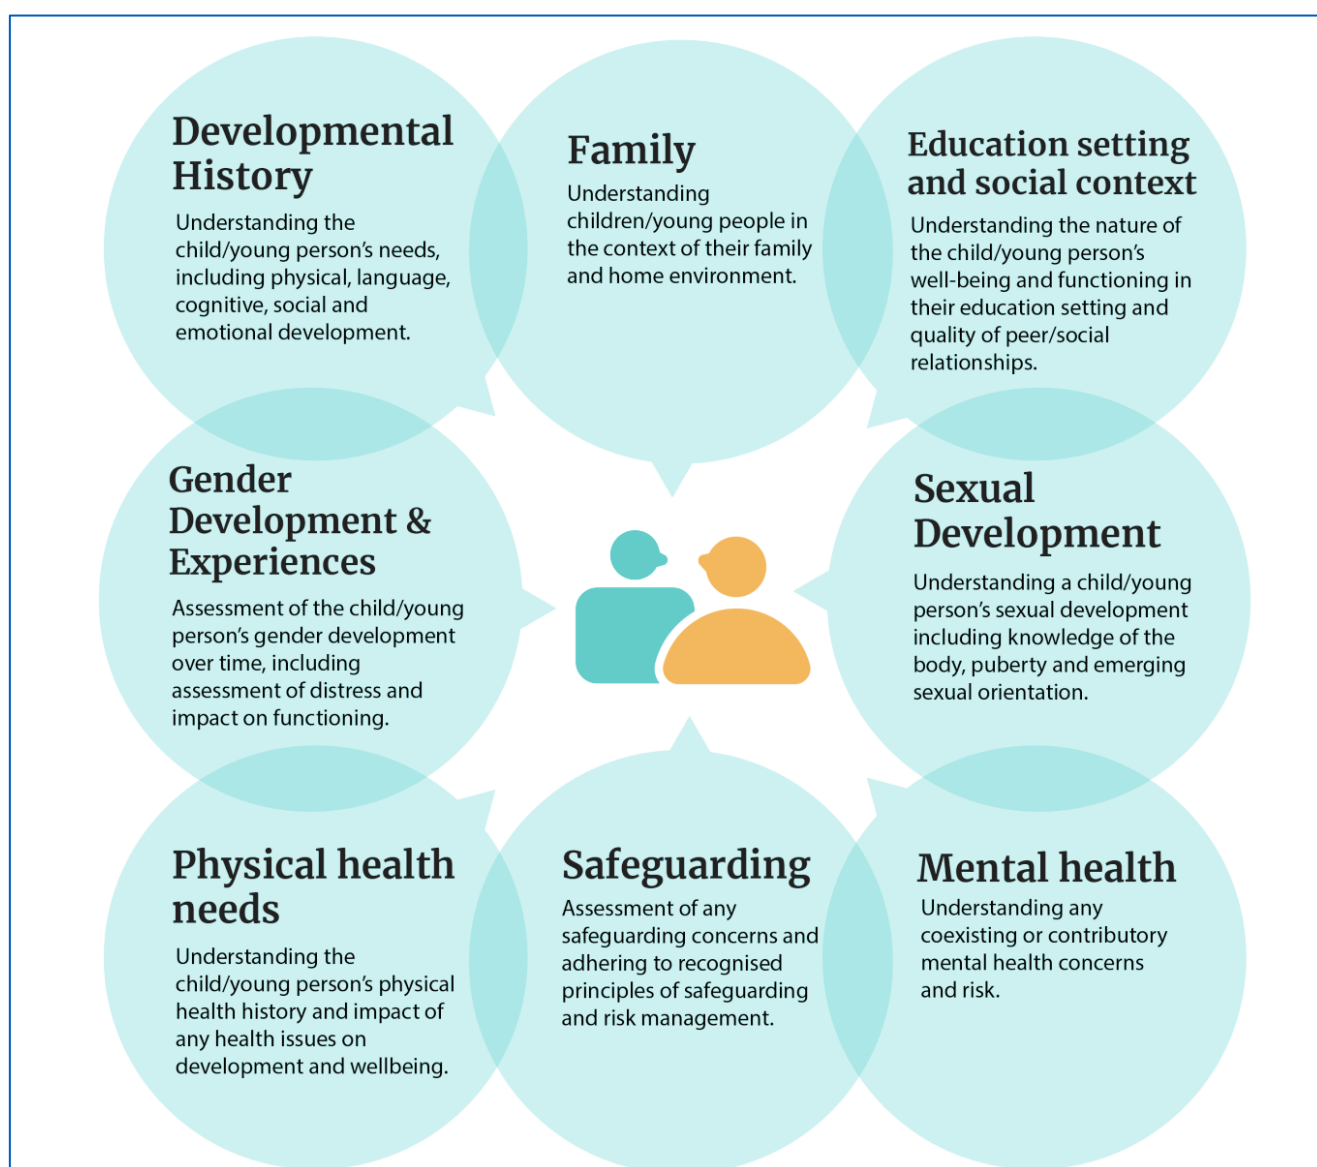 Developmental
History
Understanding the
child/young person’s needs,
including physical, language,
cognitive, social and
emotional development.
Family
Understanding
children/young people in
the context of their family
and home environment.
Education setting
and social context
Understanding the nature of
the child/young person’s
well-being and functioning in
their education setting and
quality of peer/social
relationships.
Gender
Development &
Experiences
Assessment of the child/young
person’s gender development
over time, including
assessment of distress and
impact on functioning.
Sexual
Development
Understanding a child/young
person’s sexual development
including knowledge of the
body, puberty and emerging
sexual orientation.
Physical health
needs
Understanding the
child/young person’s physical
health history and impact of
any health issues on
development and wellbeing.
Safeguarding
Assessment of any
safeguarding concerns and
adhering to recognised
principles of safeguarding
and risk management.
Mental health
Understanding any
coexisting or contributory
mental health concerns
and risk.